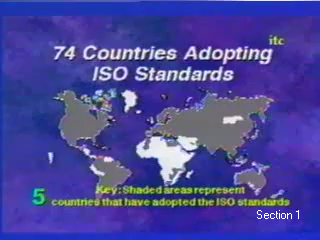 itc
74 Countries Adopting
ISO Standards
Key: Shaded areas represent
5
countries that have adopted the ISO standards
Section 1